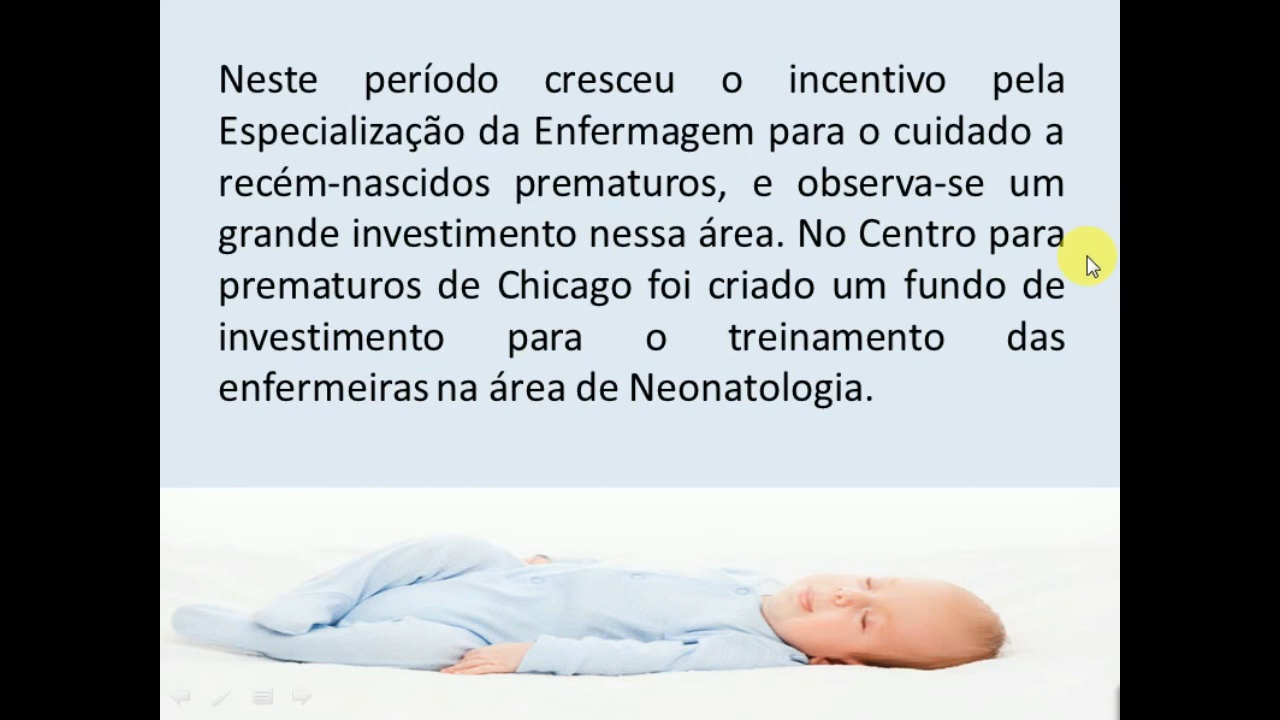 Neste período cresceu o incentivo pela
Especialização da Enfermagem para o cuidado a
recém-nascidos prematuros, e observa-se um
grande investimento nessa área. No Centro para
prematuros de Chicago foi criado um fundo de
investimento para o treinamento das
enfermeiras na área de Neonatologia.